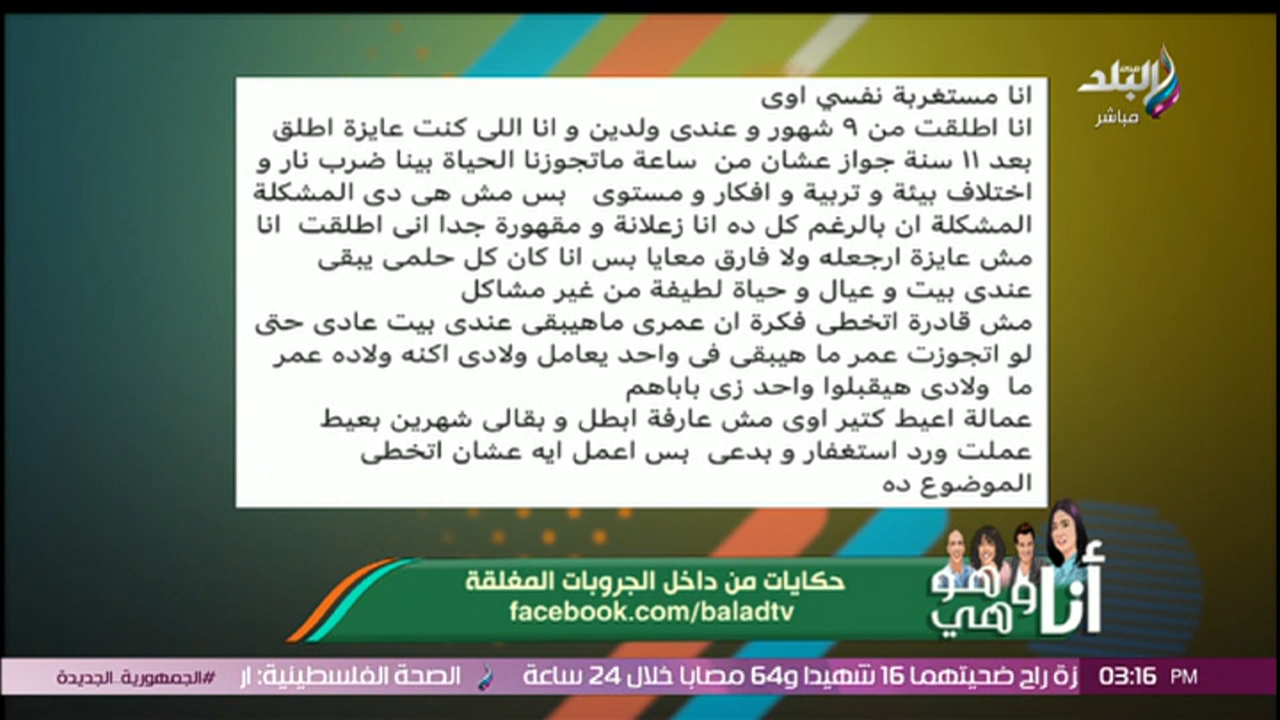 صدى
البلد
مباشر
انا مستغربة نفسي اوى
انا اطلقت من ٩ شهور و عندى ولدين و انا اللى كنت عايزة اطلق
بعد ١١ سنة جواز عشان من ساعة ماتجوزنا الحياة بينا ضرب نار و
اختلاف بيئة و تربية و افكار و مستوى بس مش هى دى المشكلة
المشكلة ان بالرغم كل ده انا زعلانة و مقهورة جدا انى اطلقت انا
مش عايزة ارجعله ولا فارق معايا بس انا كان كل حلمى يبقى
عندى بيت و عيال و حياة لطيفة من غير مشاكل
مش قادرة اتخطى فكرة ان عمرى ماهيبقى عندى بيت عادى حتى
لو اتجوزت عمر ما هيبقى فى واحد يعامل ولادى اكنه ولاده عمر
ما ولادى هيقبلوا واحد زى باباهم
عمالة اعيط كتير اوى مش عارفة ابطل و بقالى شهرين بعيط
عملت ورد استغفار و بدعى بس اعمل ايه عشان اتخطى
الموضوع ده
حكايات من داخل الجروبات المغلقة
facebook.com/baladtv
أنا وهو وهي
03:16 PM
زة راح ضحيتهما 16 شهيدا و64 مصابا خلال 24 ساعة
الصحة الفلسطينية: ار
#الجمهورية_الجديدة